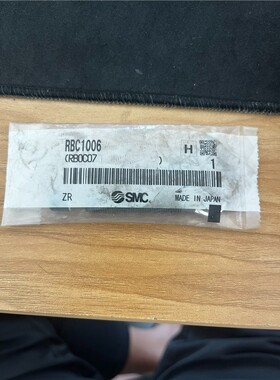 RBC1006 H
(RB0C07 ) 1
ZR SMC. MADE IN JAPAN